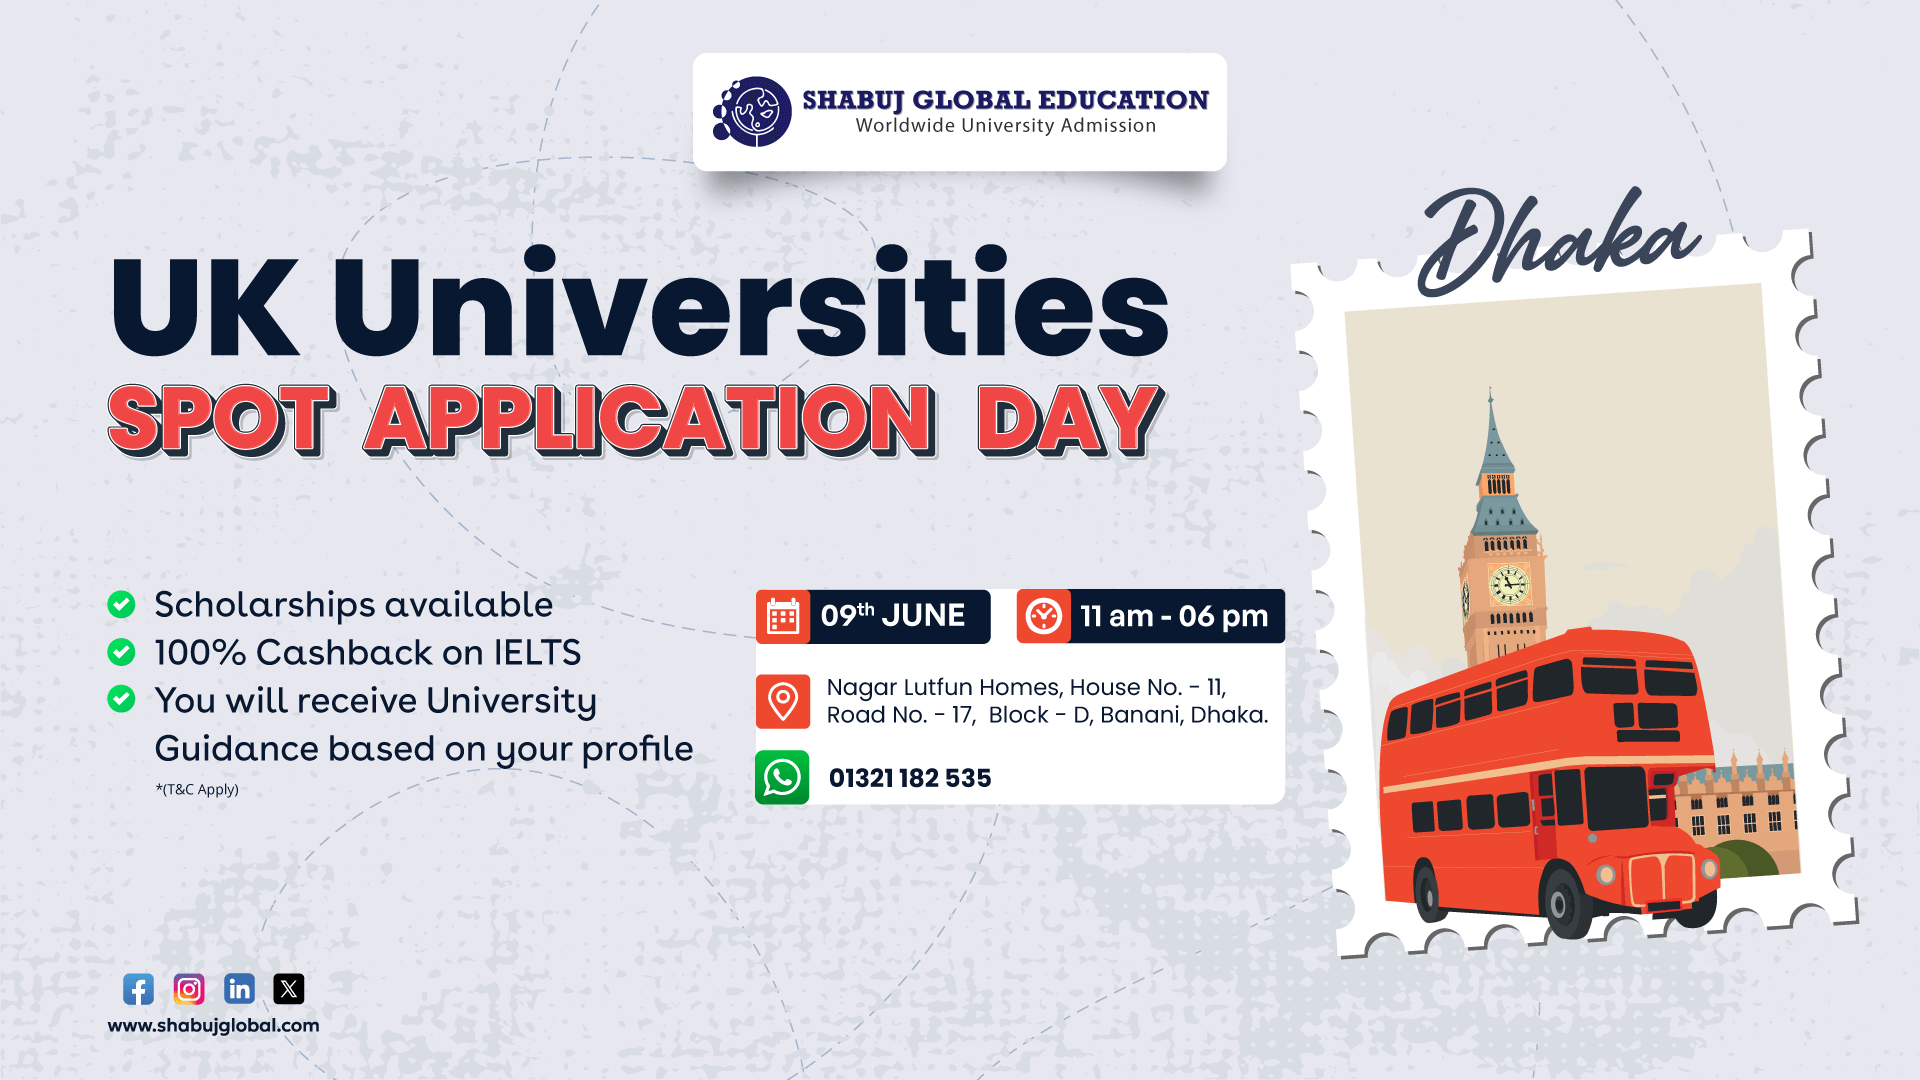 SHABUJ GLOBAL EDUCATION
Worldwide University Admission
Dhaka
UK Universities
SPOT APPLICATION DAY
Scholarships available
100% Cashback on IELTS
You will receive University
Guidance based on your profile
*(T&C Apply)
09th JUNE
11 am - 06 pm
Nagar Lutfun Homes, House No. - 11,
Road No. - 17, Block - D, Banani, Dhaka.
01321 182 535
www.shabujglobal.com